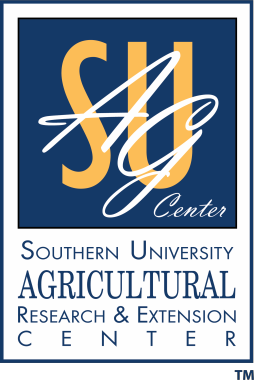 SU
AG
Center
SOUTHERN UNIVERSITY
AGRICULTURAL
RESEARCH & EXTENSION
CENTER
TM